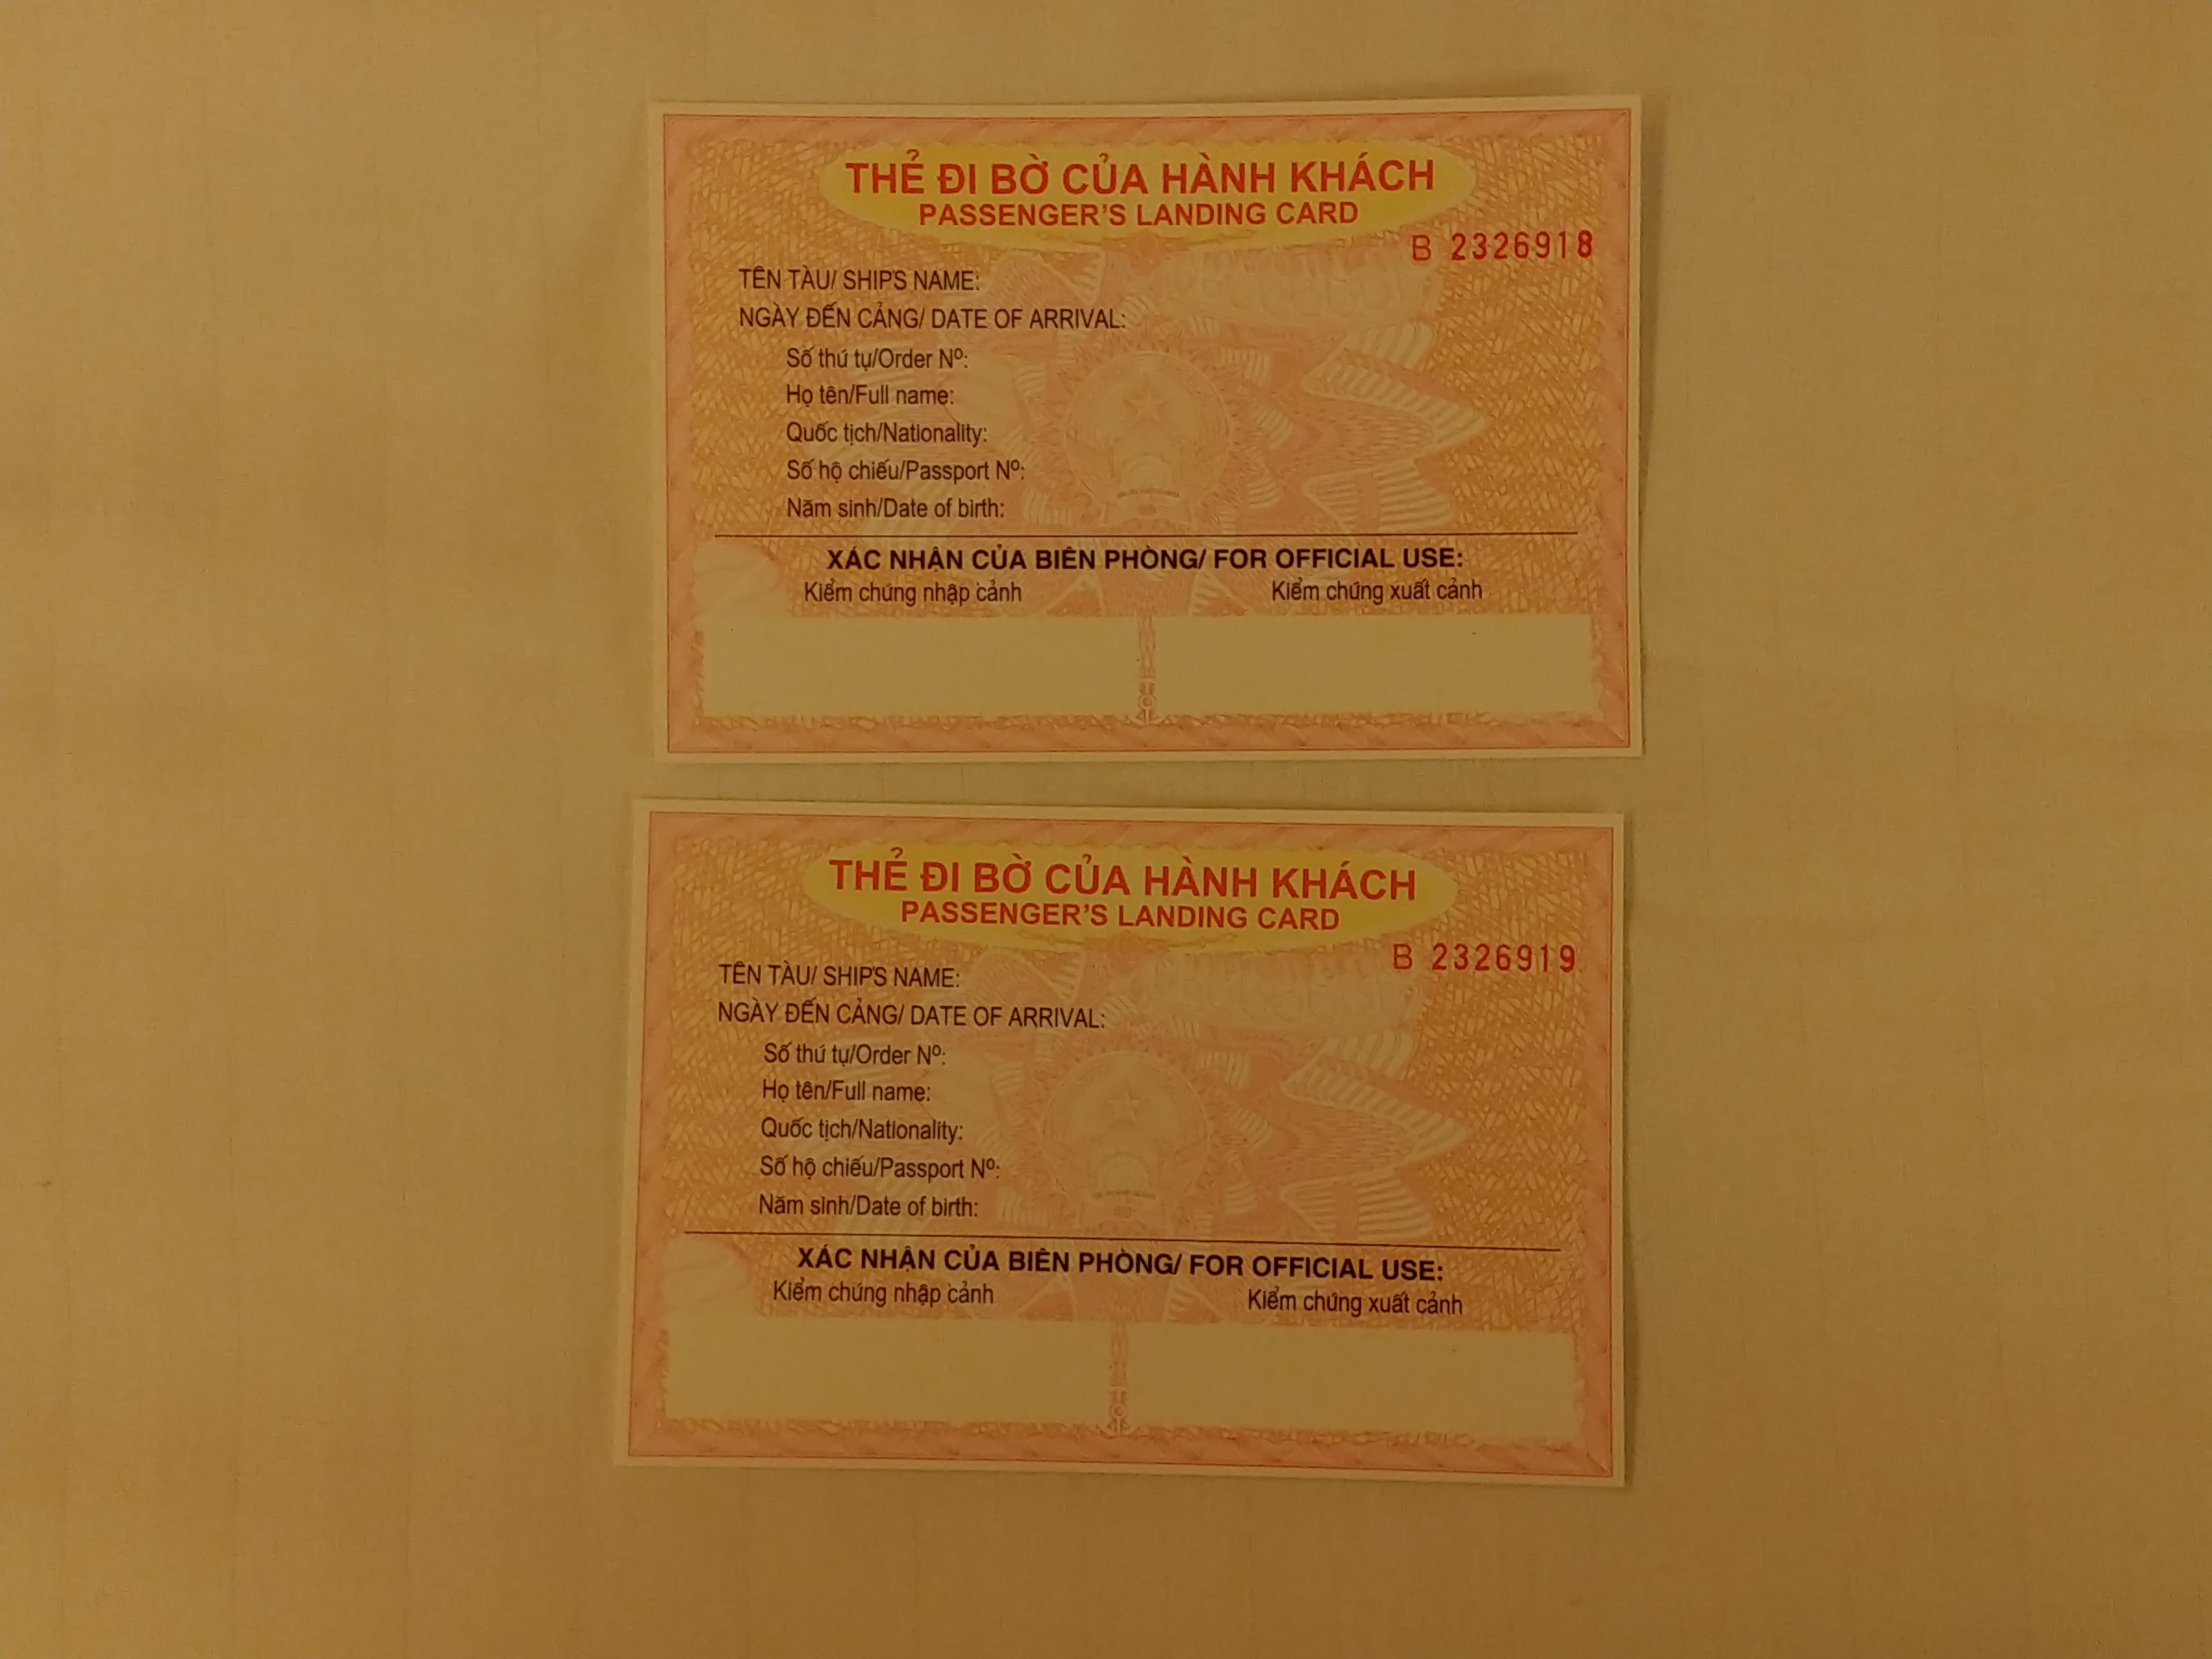 THẺ ĐI BỜ CỦA HÀNH KHÁCH
PASSENGER'S LANDING CARD
B 2326918
TÊN TÀU/ SHIP'S NAME:
NGÀY ĐẾN CẢNG/ DATE OF ARRIVAL:
Số thứ tự/Order Nº:
Họ tên/Full name:
Quốc tịch/Nationality:
Số hộ chiếu/Passport Nº:
Năm sinh/Date of birth:
XÁC NHẬN CỦA BIÊN PHÒNG/ FOR OFFICIAL USE:
Kiểm chứng nhập cảnh Kiểm chứng xuất cảnh
THẺ ĐI BỜ CỦA HÀNH KHÁCH
PASSENGER'S LANDING CARD
B 2326919
TÊN TÀU/ SHIP'S NAME:
NGÀY ĐẾN CẢNG/ DATE OF ARRIVAL:
Số thứ tự/Order Nº:
Họ tên/Full name:
Quốc tịch/Nationality:
Số hộ chiếu/Passport Nº:
Năm sinh/Date of birth:
XÁC NHẬN CỦA BIÊN PHÒNG/ FOR OFFICIAL USE:
Kiểm chứng nhập cảnh Kiểm chứng xuất cảnh